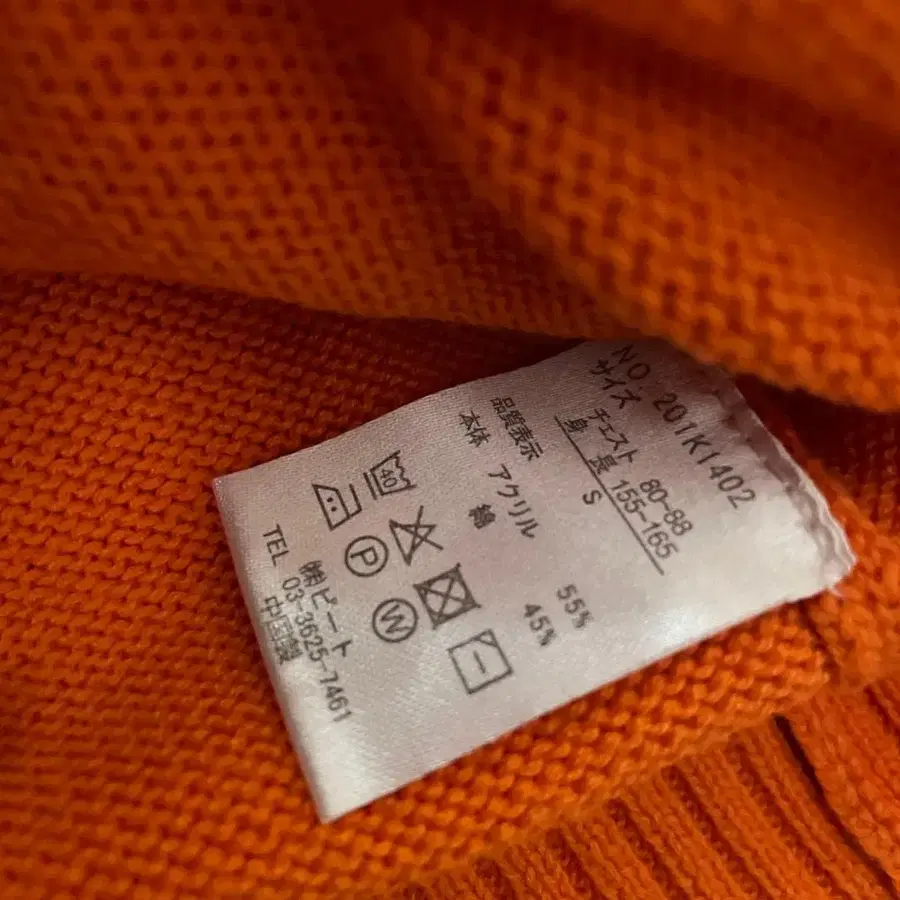 NO. 201K1402
サイズ チェスト 80-88
身長 155-165
S
品質表示
本体 アクリル 55%
綿 45%
40
P
W
㈱ピート
TEL 03-3625-7461
中国製